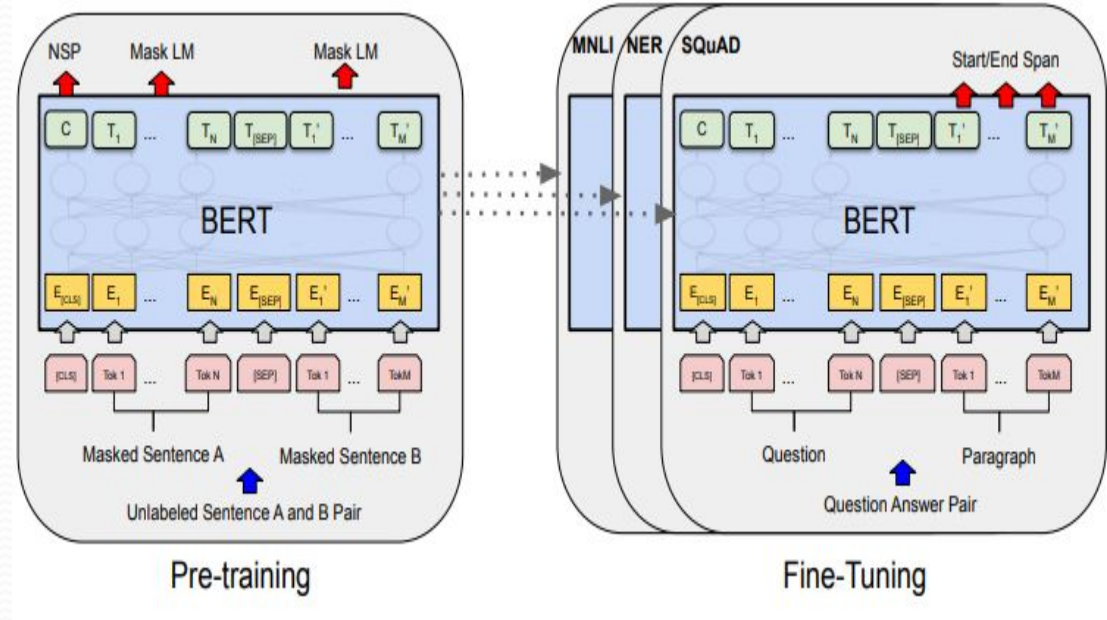 NSP Mask LM Mask LM
C T1 ... TN T[SEP] T1' ... TM'
BERT
E[CLS] E1 ... EN E[SEP] E1' ... EM'
[CLS] Tok 1 ... Tok N [SEP] Tok 1 ... TokM
Masked Sentence A Masked Sentence B
Unlabeled Sentence A and B Pair
Pre-training
MNLI NER SQuAD
Start/End Span
C T1 ... TN T[SEP] T1' ... TM'
BERT
E[CLS] E1 ... EN E[SEP] E1' ... EM'
[CLS] Tok 1 ... Tok N [SEP] Tok 1 ... TokM
Question Paragraph
Question Answer Pair
Fine-Tuning